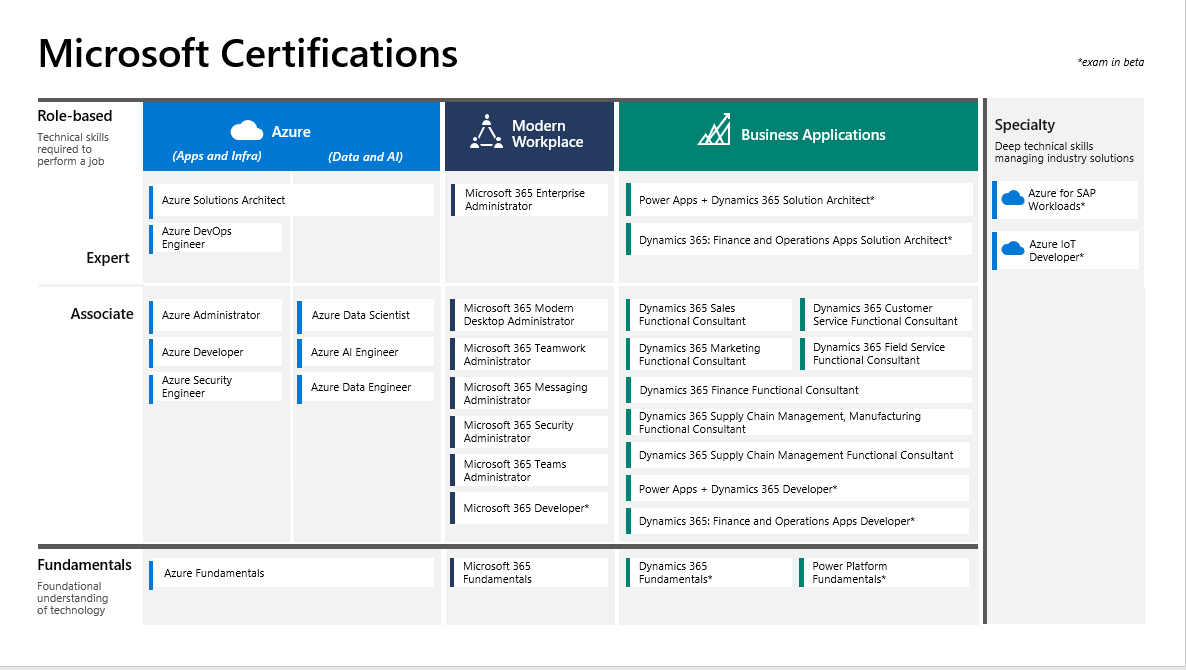 Microsoft Certifications
*exam in beta
Role-based
Technical skills
required to
perform a job
Azure
(Apps and Infra)
(Data and AI)
Modern
Workplace
Business Applications
Specialty
Deep technical skills
managing industry solutions
Azure for SAP
Workloads*
Azure IoT
Developer*
Expert
Azure Solutions Architect
Azure DevOps
Engineer
Microsoft 365 Enterprise
Administrator
Power Apps + Dynamics 365 Solution Architect*
Dynamics 365: Finance and Operations Apps Solution Architect*
Associate
Azure Administrator
Azure Developer
Azure Security
Engineer
Azure Data Scientist
Azure AI Engineer
Azure Data Engineer
Microsoft 365 Modern
Desktop Administrator
Microsoft 365 Teamwork
Administrator
Microsoft 365 Messaging
Administrator
Microsoft 365 Security
Administrator
Microsoft 365 Teams
Administrator
Microsoft 365 Developer*
Dynamics 365 Sales
Functional Consultant
Dynamics 365 Customer
Service Functional Consultant
Dynamics 365 Marketing
Functional Consultant
Dynamics 365 Field Service
Functional Consultant
Dynamics 365 Finance Functional Consultant
Dynamics 365 Supply Chain Management, Manufacturing
Functional Consultant
Dynamics 365 Supply Chain Management Functional Consultant
Power Apps + Dynamics 365 Developer*
Dynamics 365: Finance and Operations Apps Developer*
Fundamentals
Foundational
understanding
of technology
Azure Fundamentals
Microsoft 365
Fundamentals
Dynamics 365
Fundamentals*
Power Platform
Fundamentals*